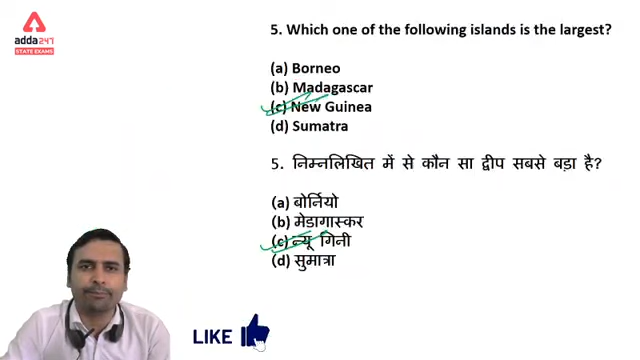 adda247
STATE EXAMS
5. Which one of the following islands is the largest?
(a) Borneo
(b) Madagascar
(c) New Guinea
(d) Sumatra
5. निम्नलिखित में से कौन सा द्वीप सबसे बड़ा है?
(a) बोर्नियो
(b) मेडागास्कर
(c) न्यू गिनी
(d) सुमात्रा
LIKE